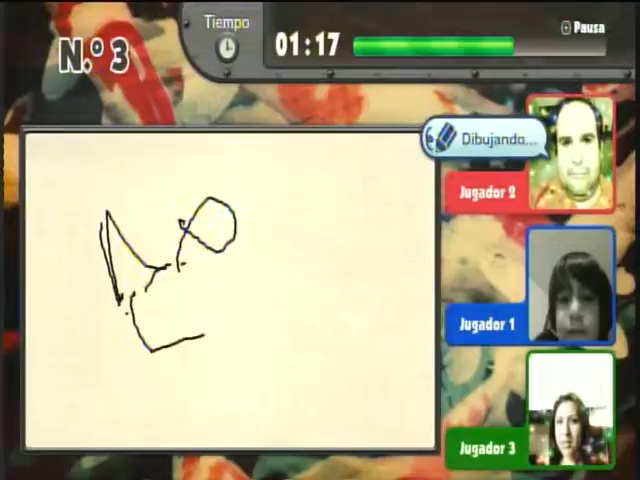 N.º 3
Tiempo
01:17
Pausa
Dibujando...
Jugador 2
Jugador 1
Jugador 3